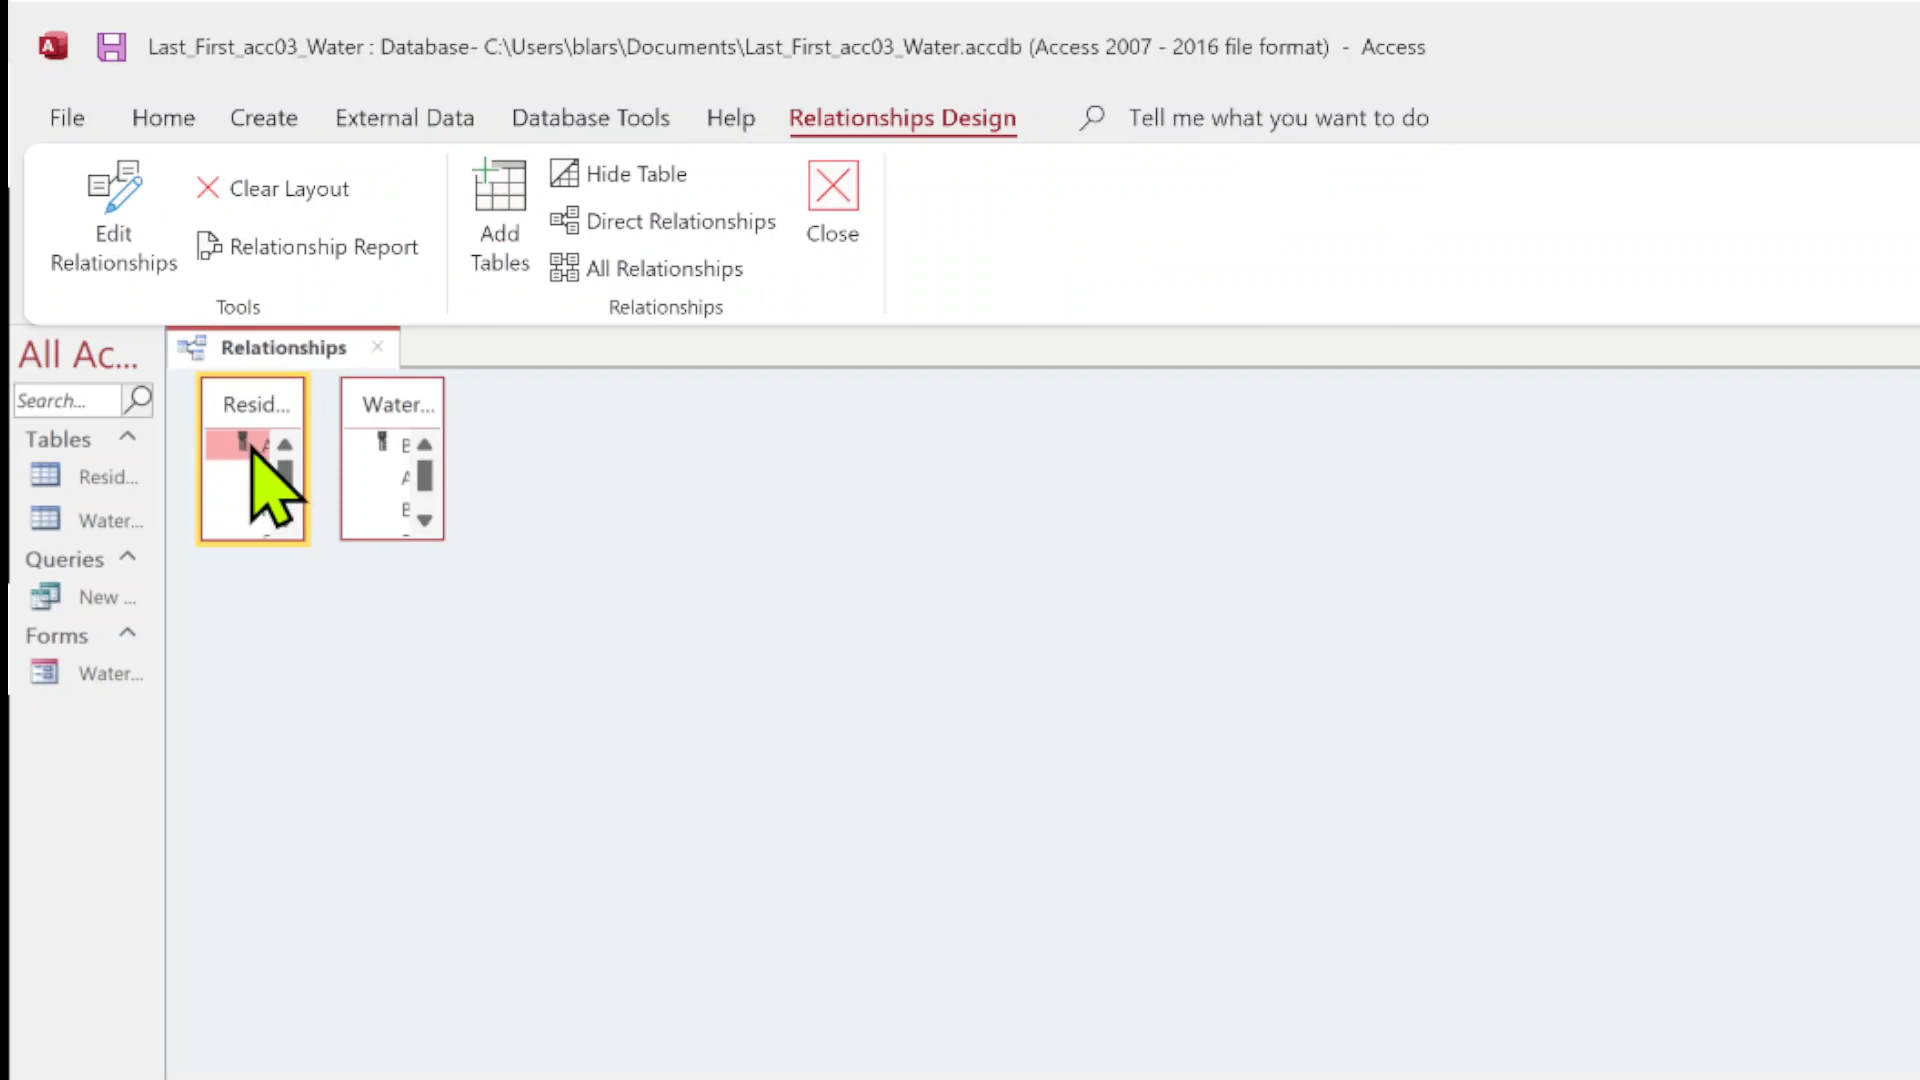 Last_First_acc03_Water : Database- C:\Users\blars\Documents\Last_First_acc03_Water.accdb (Access 2007 - 2016 file format) - Access
File Home Create External Data Database Tools Help Relationships Design Tell me what you want to do
Edit Relationships
Clear Layout
Relationship Report
Tools
Add Tables
Hide Table
Direct Relationships
All Relationships
Relationships
Close
All Ac...
Search...
Tables
Resid...
Water...
Queries
New ...
Forms
Water...
Relationships
Resid...
A
Water...
B
A
B